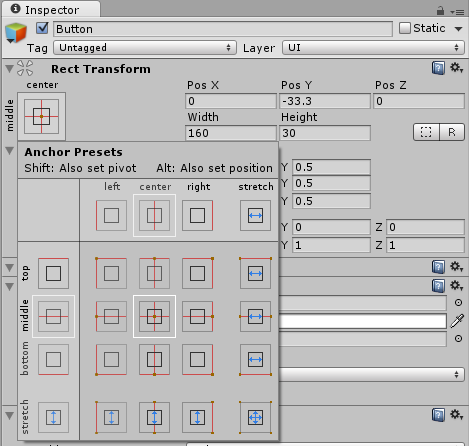 Inspector
Button Static
Tag Untagged Layer UI
Rect Transform
center Pos X Pos Y Pos Z
middle 0 -33.3 0
Width Height
160 30 R
Anchor Presets
Shift: Also set pivot Alt: Also set position
Y 0.5
Y 0.5
Y 0.5
Y 0 Z 0
Y 1 Z 1
left center right stretch
top
middle
bottom
stretch